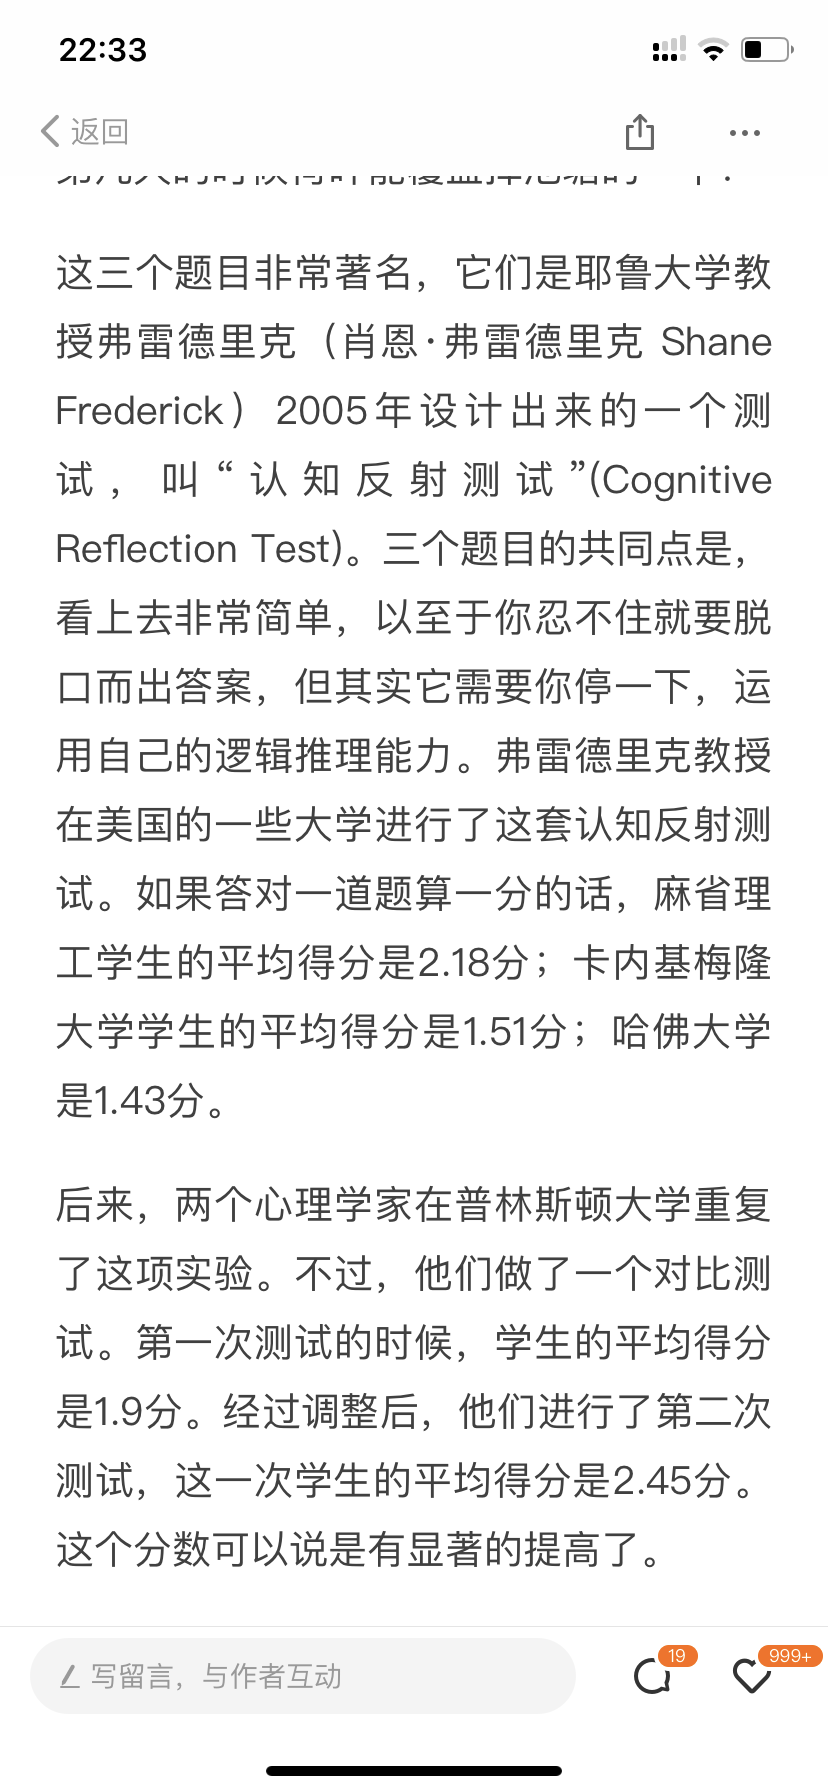 22:33
返回
这三个题目非常著名，它们是耶鲁大学教
授弗雷德里克（肖恩·弗雷德里克 Shane
Frederick）2005年设计出来的一个测
试，叫“认知反射测试”(Cognitive
Reflection Test)。三个题目的共同点是，
看上去非常简单，以至于你忍不住就要脱
口而出答案，但其实它需要你停一下，运
用自己的逻辑推理能力。弗雷德里克教授
在美国的一些大学进行了这套认知反射测
试。如果答对一道题算一分的话，麻省理
工学生的平均得分是2.18分；卡内基梅隆
大学学生的平均得分是1.51分；哈佛大学
是1.43分。
后来，两个心理学家在普林斯顿大学重复
了这项实验。不过，他们做了一个对比测
试。第一次测试的时候，学生的平均得分
是1.9分。经过调整后，他们进行了第二次
测试，这一次学生的平均得分是2.45分。
这个分数可以说是有显著的提高了。
写留言，与作者互动
19
999+